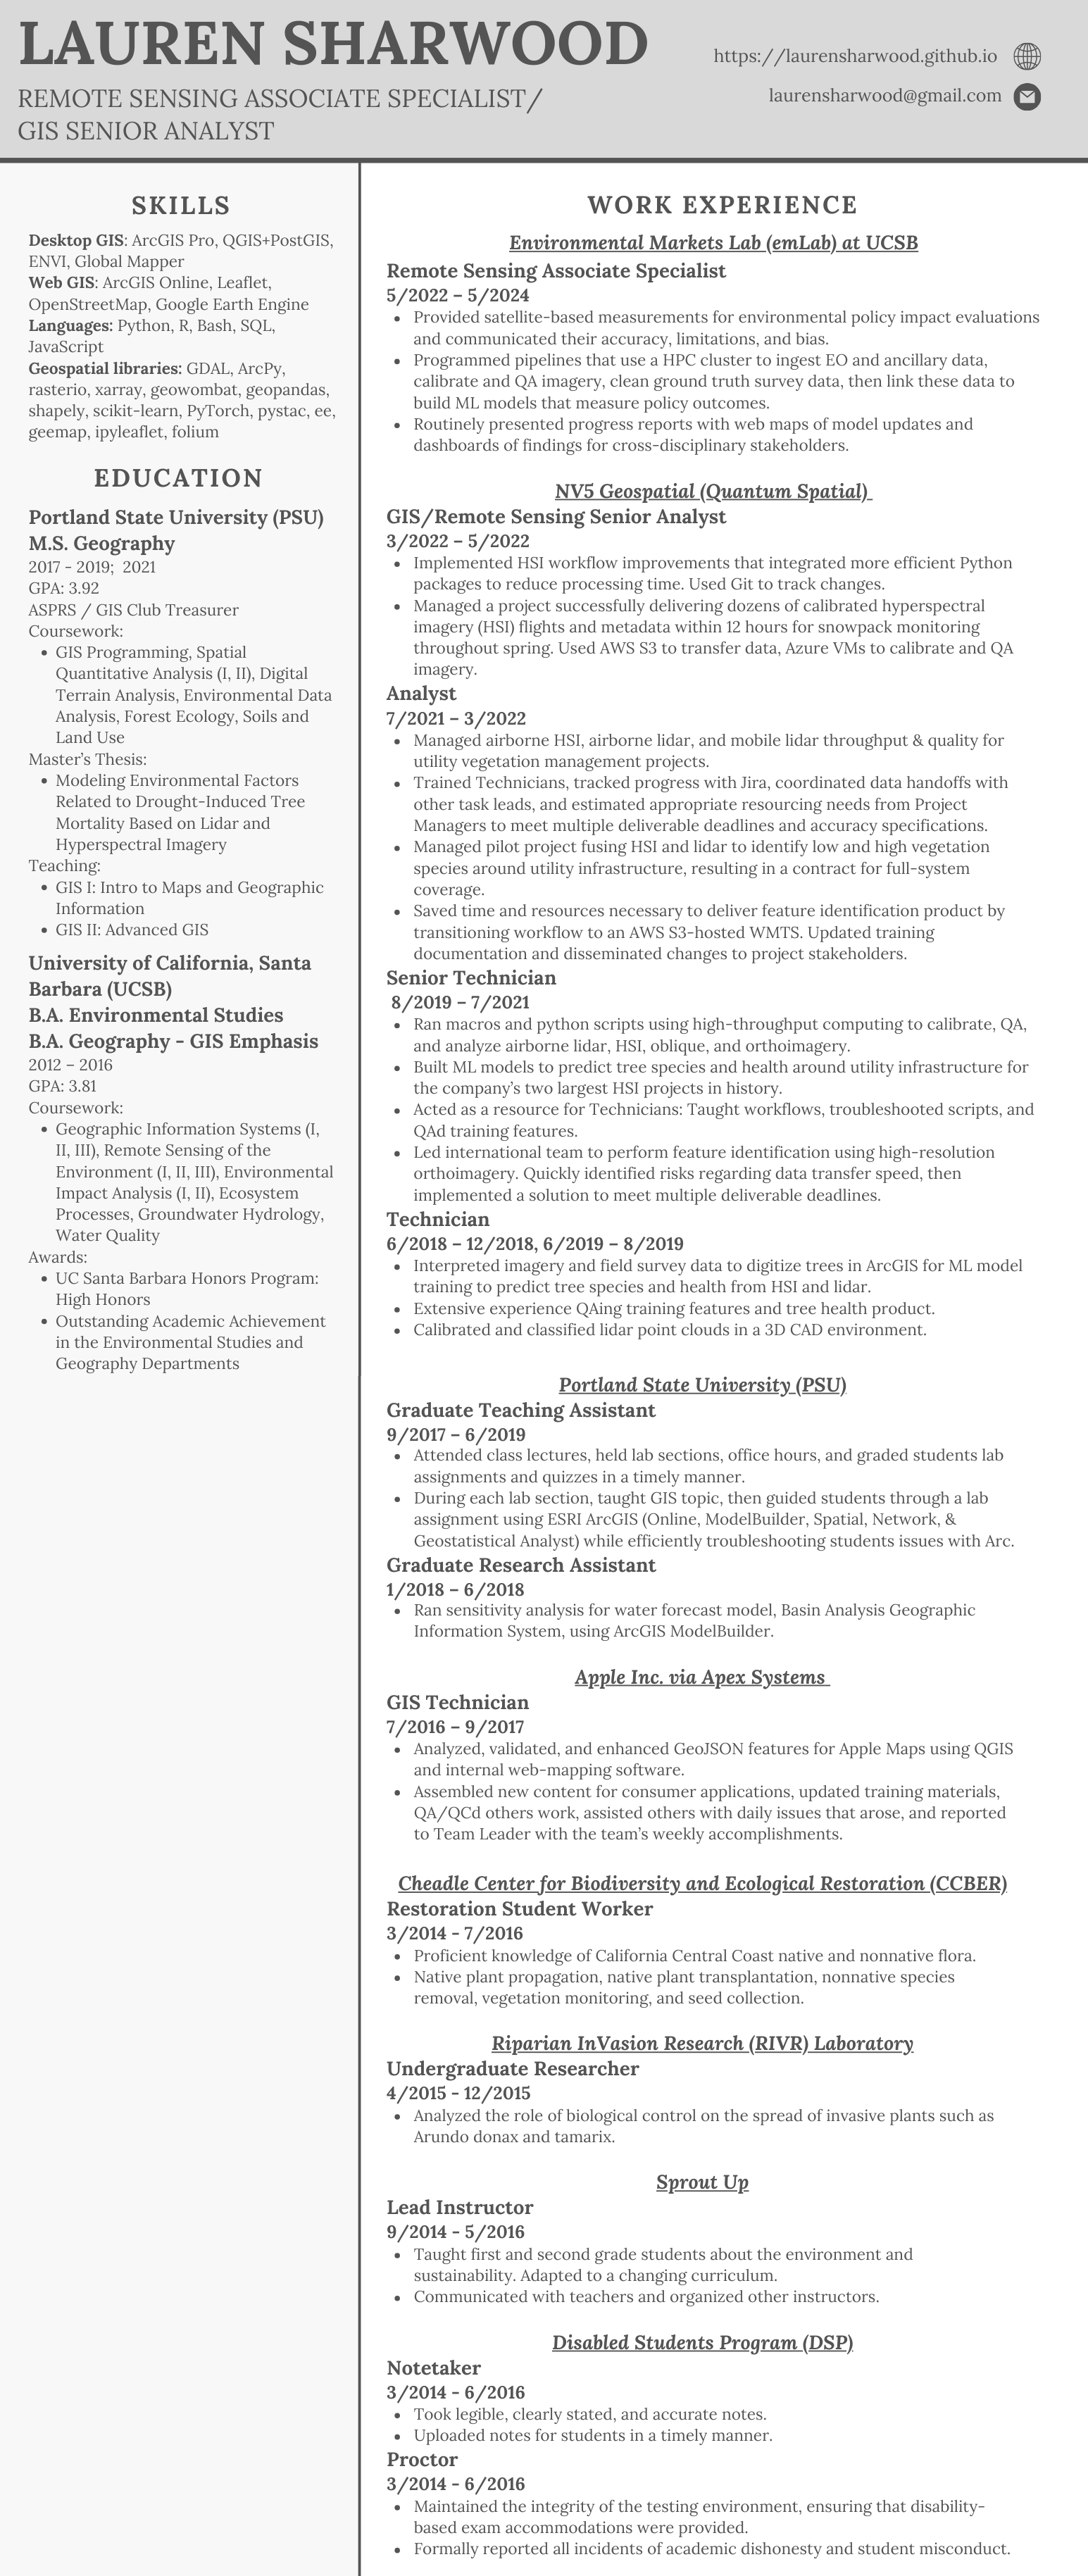 LAUREN SHARWOOD
REMOTE SENSING ASSOCIATE SPECIALIST/
GIS SENIOR ANALYST
https://laurensharwood.github.io
laurensharwood@gmail.com
SKILLS
Desktop GIS: ArcGIS Pro, QGIS+PostGIS,
ENVI, Global Mapper
Web GIS: ArcGIS Online, Leaflet,
OpenStreetMap, Google Earth Engine
Languages: Python, R, Bash, SQL,
JavaScript
Geospatial libraries: GDAL, ArcPy,
rasterio, xarray, geowombat, geopandas,
shapely, scikit-learn, PyTorch, pystac, ee,
geemap, ipyleaflet, folium
EDUCATION
Portland State University (PSU)
M.S. Geography
2017 - 2019; 2021
GPA: 3.92
ASPRS / GIS Club Treasurer
Coursework:
• GIS Programming, Spatial
Quantitative Analysis (I, II), Digital
Terrain Analysis, Environmental Data
Analysis, Forest Ecology, Soils and
Land Use
Master's Thesis:
• Modeling Environmental Factors
Related to Drought-Induced Tree
Mortality Based on Lidar and
Hyperspectral Imagery
Teaching:
• GIS I: Intro to Maps and Geographic
Information
• GIS II: Advanced GIS
University of California, Santa
Barbara (UCSB)
B.A. Environmental Studies
B.A. Geography - GIS Emphasis
2012 – 2016
GPA: 3.81
Coursework:
• Geographic Information Systems (I,
II, III), Remote Sensing of the
Environment (I, II, III), Environmental
Impact Analysis (I, II), Ecosystem
Processes, Groundwater Hydrology,
Water Quality
Awards:
• UC Santa Barbara Honors Program:
High Honors
• Outstanding Academic Achievement
in the Environmental Studies and
Geography Departments
WORK EXPERIENCE
Environmental Markets Lab (emLab) at UCSB
Remote Sensing Associate Specialist
5/2022 – 5/2024
• Provided satellite-based measurements for environmental policy impact evaluations
and communicated their accuracy, limitations, and bias.
• Programmed pipelines that use a HPC cluster to ingest EO and ancillary data,
calibrate and QA imagery, clean ground truth survey data, then link these data to
build ML models that measure policy outcomes.
• Routinely presented progress reports with web maps of model updates and
dashboards of findings for cross-disciplinary stakeholders.
NV5 Geospatial (Quantum Spatial)
GIS/Remote Sensing Senior Analyst
3/2022 – 5/2022
• Implemented HSI workflow improvements that integrated more efficient Python
packages to reduce processing time. Used Git to track changes.
• Managed a project successfully delivering dozens of calibrated hyperspectral
imagery (HSI) flights and metadata within 12 hours for snowpack monitoring
throughout spring. Used AWS S3 to transfer data, Azure VMs to calibrate and QA
imagery.
Analyst
7/2021 – 3/2022
• Managed airborne HSI, airborne lidar, and mobile lidar throughput & quality for
utility vegetation management projects.
• Trained Technicians, tracked progress with Jira, coordinated data handoffs with
other task leads, and estimated appropriate resourcing needs from Project
Managers to meet multiple deliverable deadlines and accuracy specifications.
• Managed pilot project fusing HSI and lidar to identify low and high vegetation
species around utility infrastructure, resulting in a contract for full-system
coverage.
• Saved time and resources necessary to deliver feature identification product by
transitioning workflow to an AWS S3-hosted WMTS. Updated training
documentation and disseminated changes to project stakeholders.
Senior Technician
8/2019 – 7/2021
• Ran macros and python scripts using high-throughput computing to calibrate, QA,
and analyze airborne lidar, HSI, oblique, and orthoimagery.
• Built ML models to predict tree species and health around utility infrastructure for
the company's two largest HSI projects in history.
• Acted as a resource for Technicians: Taught workflows, troubleshooted scripts, and
QAd training features.
• Led international team to perform feature identification using high-resolution
orthoimagery. Quickly identified risks regarding data transfer speed, then
implemented a solution to meet multiple deliverable deadlines.
Technician
6/2018 – 12/2018, 6/2019 – 8/2019
• Interpreted imagery and field survey data to digitize trees in ArcGIS for ML model
training to predict tree species and health from HSI and lidar.
• Extensive experience QAing training features and tree health product.
• Calibrated and classified lidar point clouds in a 3D CAD environment.
Portland State University (PSU)
Graduate Teaching Assistant
9/2017 – 6/2019
• Attended class lectures, held lab sections, office hours, and graded students lab
assignments and quizzes in a timely manner.
• During each lab section, taught GIS topic, then guided students through a lab
assignment using ESRI ArcGIS (Online, ModelBuilder, Spatial, Network, &
Geostatistical Analyst) while efficiently troubleshooting students issues with Arc.
Graduate Research Assistant
1/2018 – 6/2018
• Ran sensitivity analysis for water forecast model, Basin Analysis Geographic
Information System, using ArcGIS ModelBuilder.
Apple Inc. via Apex Systems
GIS Technician
7/2016 – 9/2017
• Analyzed, validated, and enhanced GeoJSON features for Apple Maps using QGIS
and internal web-mapping software.
• Assembled new content for consumer applications, updated training materials,
QA/QCd others work, assisted others with daily issues that arose, and reported
to Team Leader with the team's weekly accomplishments.
Cheadle Center for Biodiversity and Ecological Restoration (CCBER)
Restoration Student Worker
3/2014 - 7/2016
• Proficient knowledge of California Central Coast native and nonnative flora.
• Native plant propagation, native plant transplantation, nonnative species
removal, vegetation monitoring, and seed collection.
Riparian InVasion Research (RIVR) Laboratory
Undergraduate Researcher
4/2015 - 12/2015
• Analyzed the role of biological control on the spread of invasive plants such as
Arundo donax and tamarix.
Sprout Up
Lead Instructor
9/2014 - 5/2016
• Taught first and second grade students about the environment and
sustainability. Adapted to a changing curriculum.
• Communicated with teachers and organized other instructors.
Disabled Students Program (DSP)
Notetaker
3/2014 - 6/2016
• Took legible, clearly stated, and accurate notes.
• Uploaded notes for students in a timely manner.
Proctor
3/2014 - 6/2016
• Maintained the integrity of the testing environment, ensuring that disability-
based exam accommodations were provided.
• Formally reported all incidents of academic dishonesty and student misconduct.